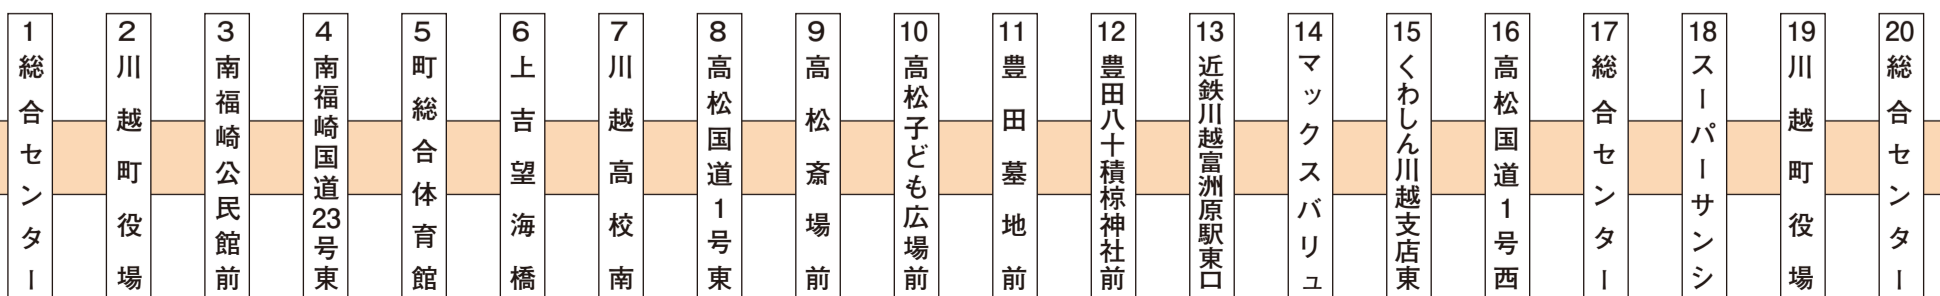 1 総合センター
2 川越町役場
3 南福崎公民館前
4 南福崎国道23号東
5 町総合体育館
6 上吉望海橋
7 川越高校南
8 高松国道1号東
9 高松斎場前
10 高松子ども広場前
11 豊田墓地前
12 豊田八十積椋神社前
13 近鉄川越富洲原駅東口
14 マックスバリュ
15 くわしん川越支店東
16 高松国道1号西
17 総合センター
18 スーパーサンシ
19 川越町役場
20 総合センター